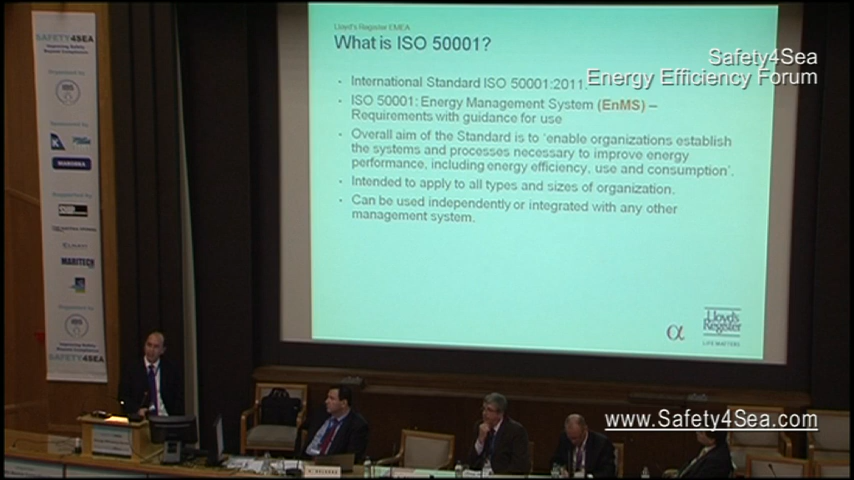 SAFETY4SEA
Lloyd's Register EMEA
What is ISO 50001?
Safety4Sea
Energy Efficiency Forum
· International Standard ISO 50001:2011.
· ISO 50001: Energy Management System (EnMS) –
Requirements with guidance for use
· Overall aim of the Standard is to 'enable organizations establish
the systems and processes necessary to improve energy
performance, including energy efficiency, use and consumption'.
· Intended to apply to all types and sizes of organization.
· Can be used independently or integrated with any other
management system.
MARITECH
Lloyd's
Register
LIFE MATTERS
SAFETY4SEA
www.Safety4Sea.com